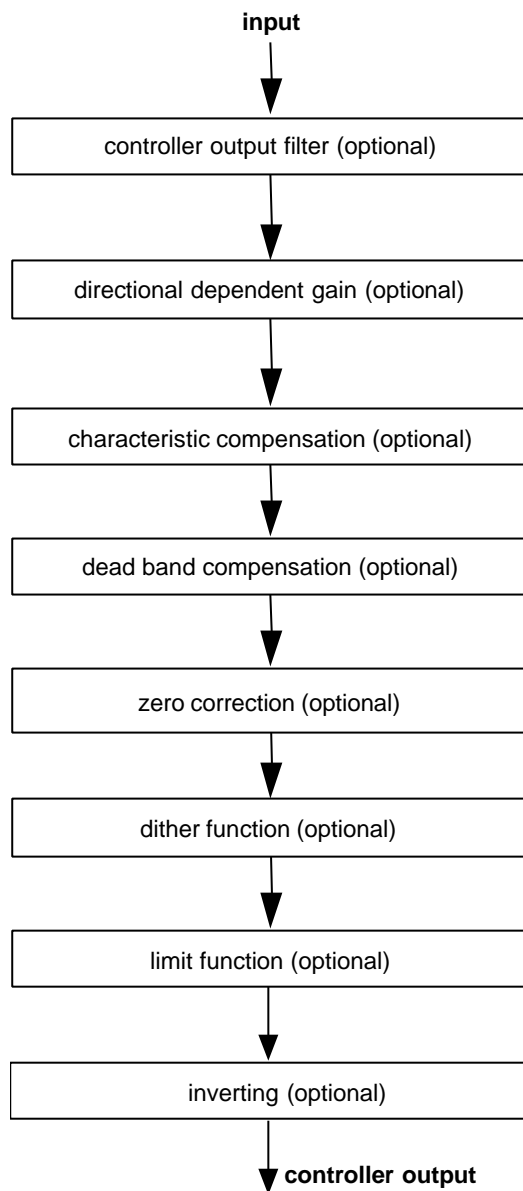 input
controller output filter (optional)
directional dependent gain (optional)
characteristic compensation (optional)
dead band compensation (optional)
zero correction (optional)
dither function (optional)
limit function (optional)
inverting (optional)
controller output